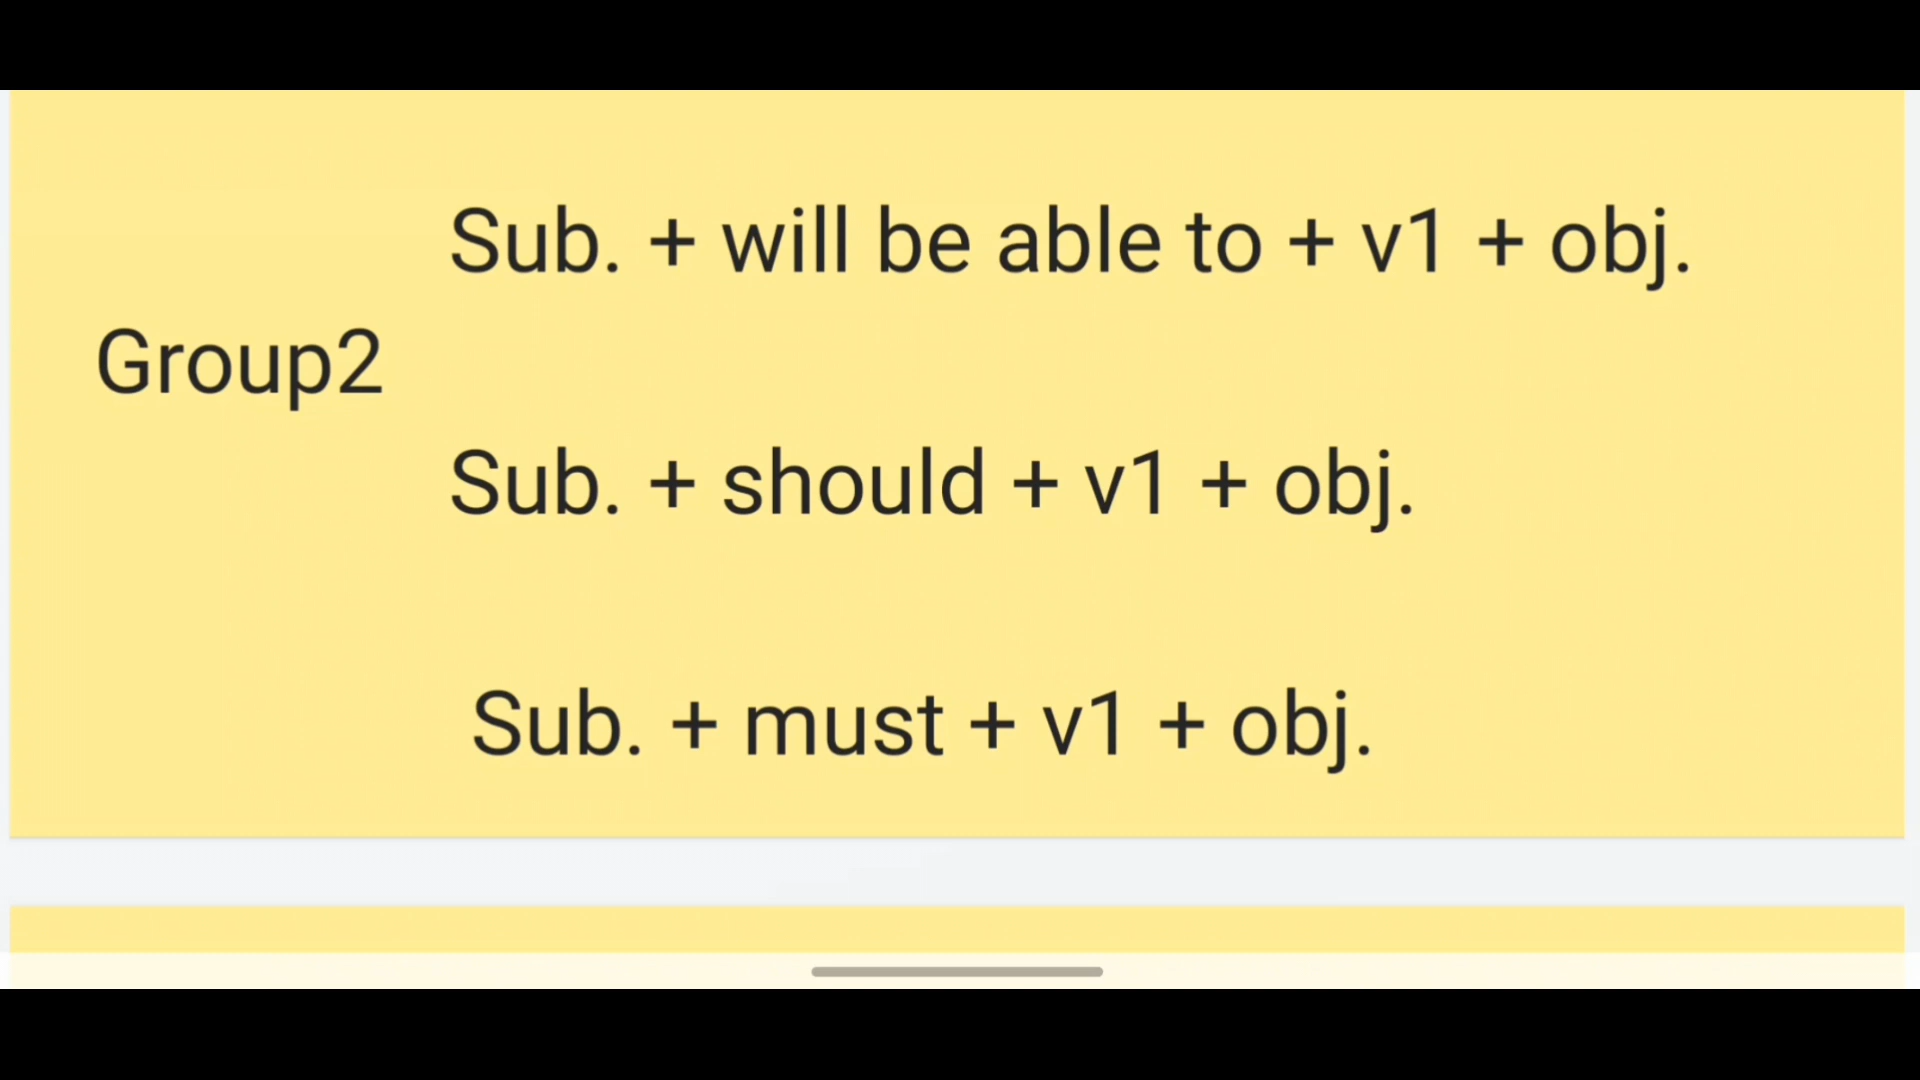 Sub. + will be able to + v1 + obj.
Group2
Sub. + should + v1 + obj.
Sub. + must + v1 + obj.